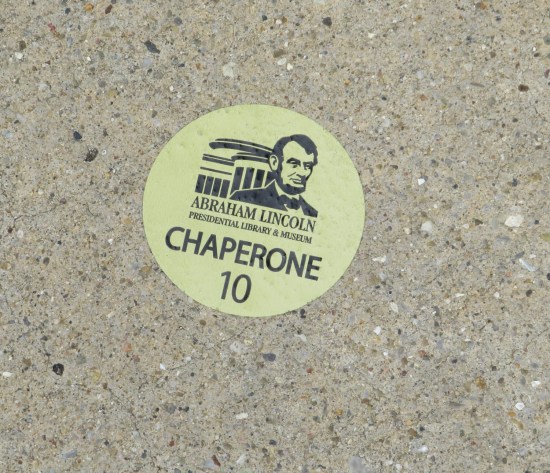 ABRAHAM LINCOLN
PRESIDENTIAL LIBRARY & MUSEUM
CHAPERONE
10